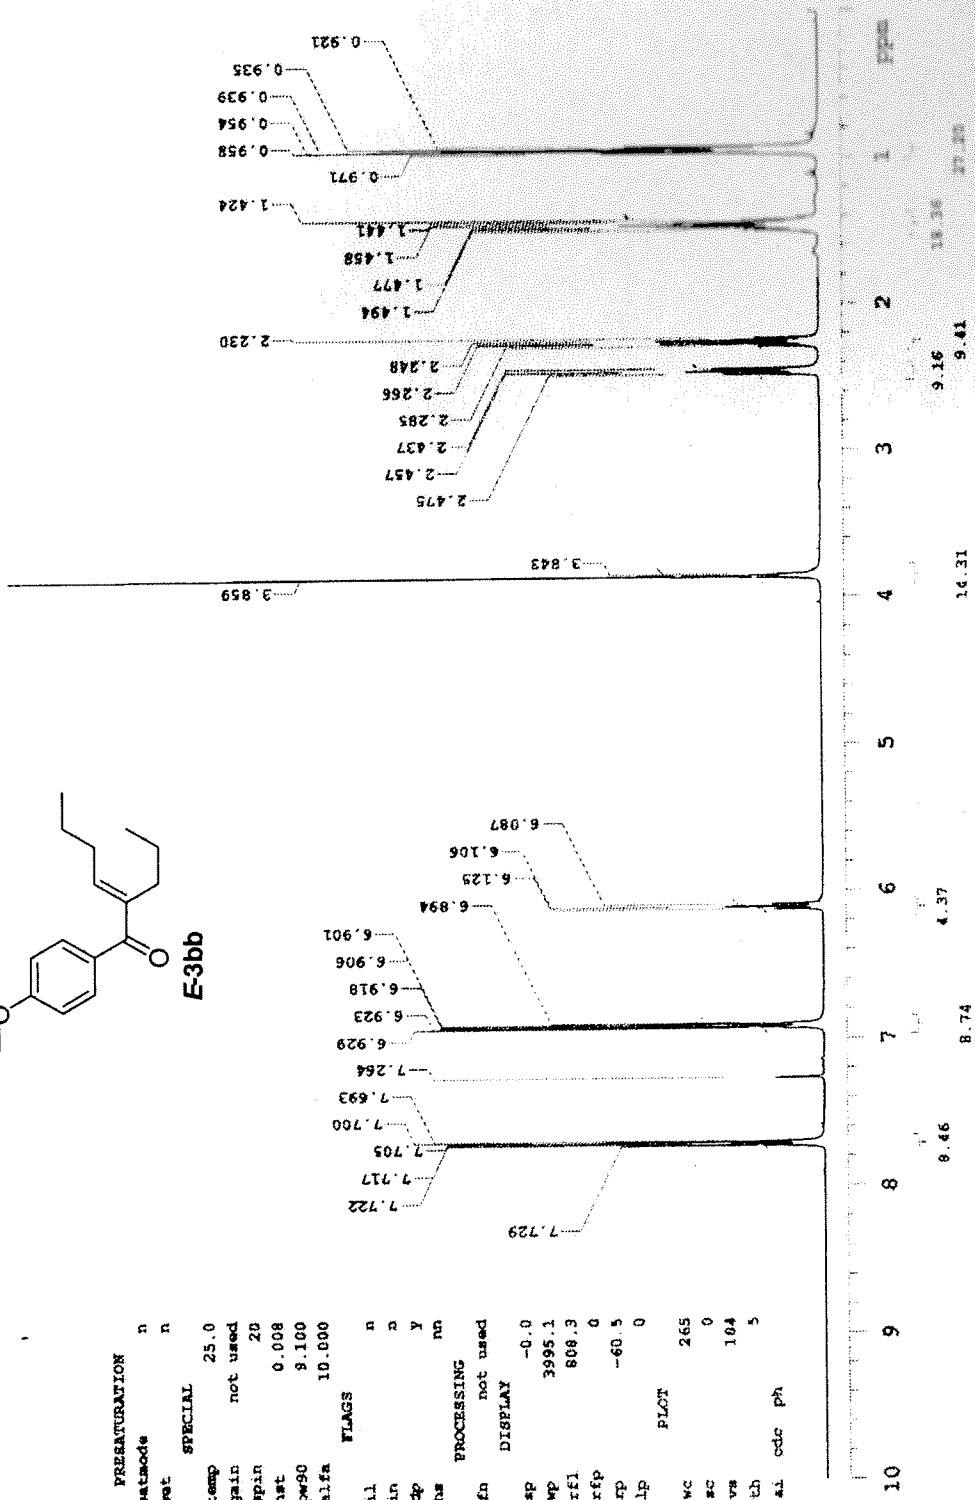 PRESATURATION
satmode n
wet n
SPECIAL
temp 25.0
gain not used
spin 20
hst 0.008
pw90 9.100
alfa 10.000
FLAGS
il n
in n
dp y
hs nn
PROCESSING
fn not used
DISPLAY
sp -0.0
wp 3995.1
rfl 808.3
rfp 0
rp -60.5
lp 0
PLOT
wc 265
sc 0
vs 184
th 5
ai cdc ph
O
O
E-3bb
7.729
7.722
7.717
7.705
7.700
7.693
7.264
6.929
6.923
6.918
6.906
6.901
6.894
6.125
6.106
6.087
3.859
3.843
2.475
2.457
2.437
2.285
2.266
2.248
2.230
1.494
1.477
1.458
1.441
1.424
0.971
0.958
0.954
0.939
0.935
0.921
10 9 8 7 6 5 4 3 2 1 ppm
8.46 8.74 4.37 14.31 9.16 9.41 18.36 27.20